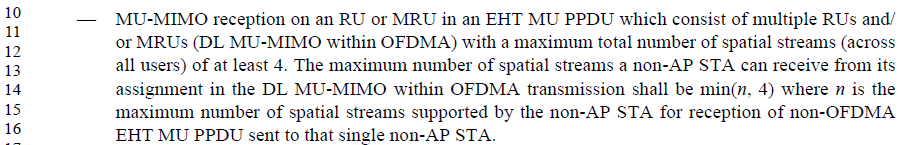 10 — MU-MIMO reception on an RU or MRU in an EHT MU PPDU which consist of multiple RUs and/
11 or MRUs (DL MU-MIMO within OFDMA) with a maximum total number of spatial streams (across
12
13 all users) of at least 4. The maximum number of spatial streams a non-AP STA can receive from its
14 assignment in the DL MU-MIMO within OFDMA transmission shall be min(n, 4) where n is the
15 maximum number of spatial streams supported by the non-AP STA for reception of non-OFDMA
16 EHT MU PPDU sent to that single non-AP STA.